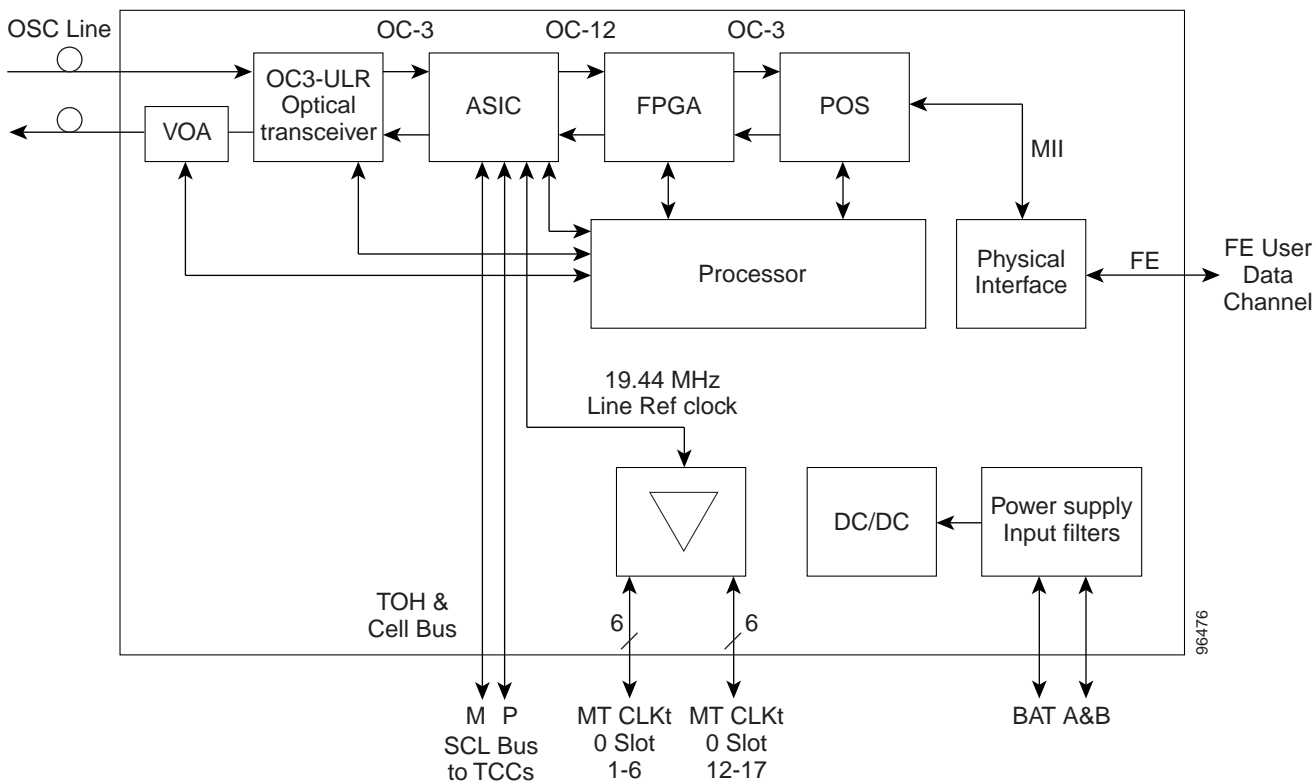 OSC Line
OC-3
OC-12
OC-3
OC3-ULR
Optical
transceiver
ASIC
FPGA
POS
VOA
MII
Processor
Physical
Interface
FE
FE User
Data
Channel
19.44 MHz
Line Ref clock
DC/DC
Power supply
Input filters
TOH &
Cell Bus
6
6
96476
M P
SCL Bus
to TCCs
MT CLKt
0 Slot
1-6
MT CLKt
0 Slot
12-17
BAT A&B